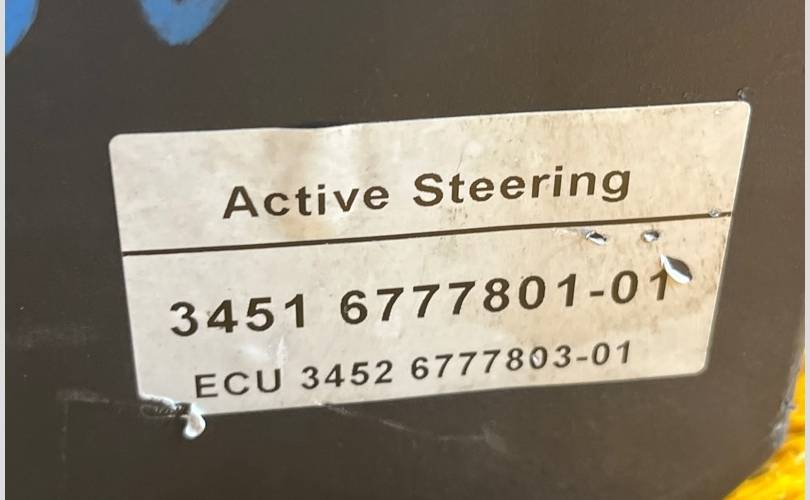 Active Steering
3451 6777801-01
ECU 3452 6777803-01